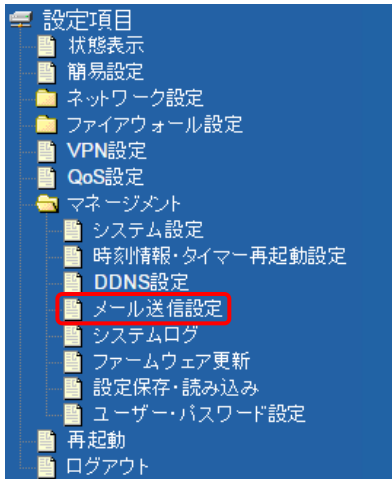 設定項目
状態表示
簡易設定
ネットワーク設定
ファイアウォール設定
VPN設定
QoS設定
マネージメント
システム設定
時刻情報・タイマー再起動設定
DDNS設定
メール送信設定
システムログ
ファームウェア更新
設定保存・読み込み
ユーザー・パスワード設定
再起動
ログアウト